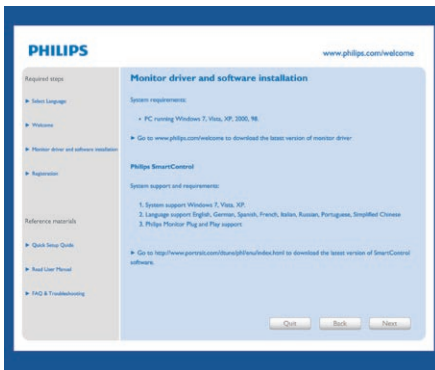 PHILIPS
www.philips.com/welcome
Required steps
Select Language
Welcome
Monitor driver and software installation
Registration
Reference materials
Quick Setup Guide
Read User Manual
FAQ & Troubleshooting
Monitor driver and software installation
System requirements:
PC running Windows 7, Vista, XP, 2000, 98.
Go to www.philips.com/welcome to download the latest version of monitor driver
Philips SmartControl
System support and requirements:
1. System support Windows 7, Vista, XP.
2. Language support English, German, Spanish, French, Italian, Russian, Portuguese, Simplified Chinese
3. Philips Monitor Plug and Play support
Go to to download the latest version of SmartControl
software.
Quit
Back
Next